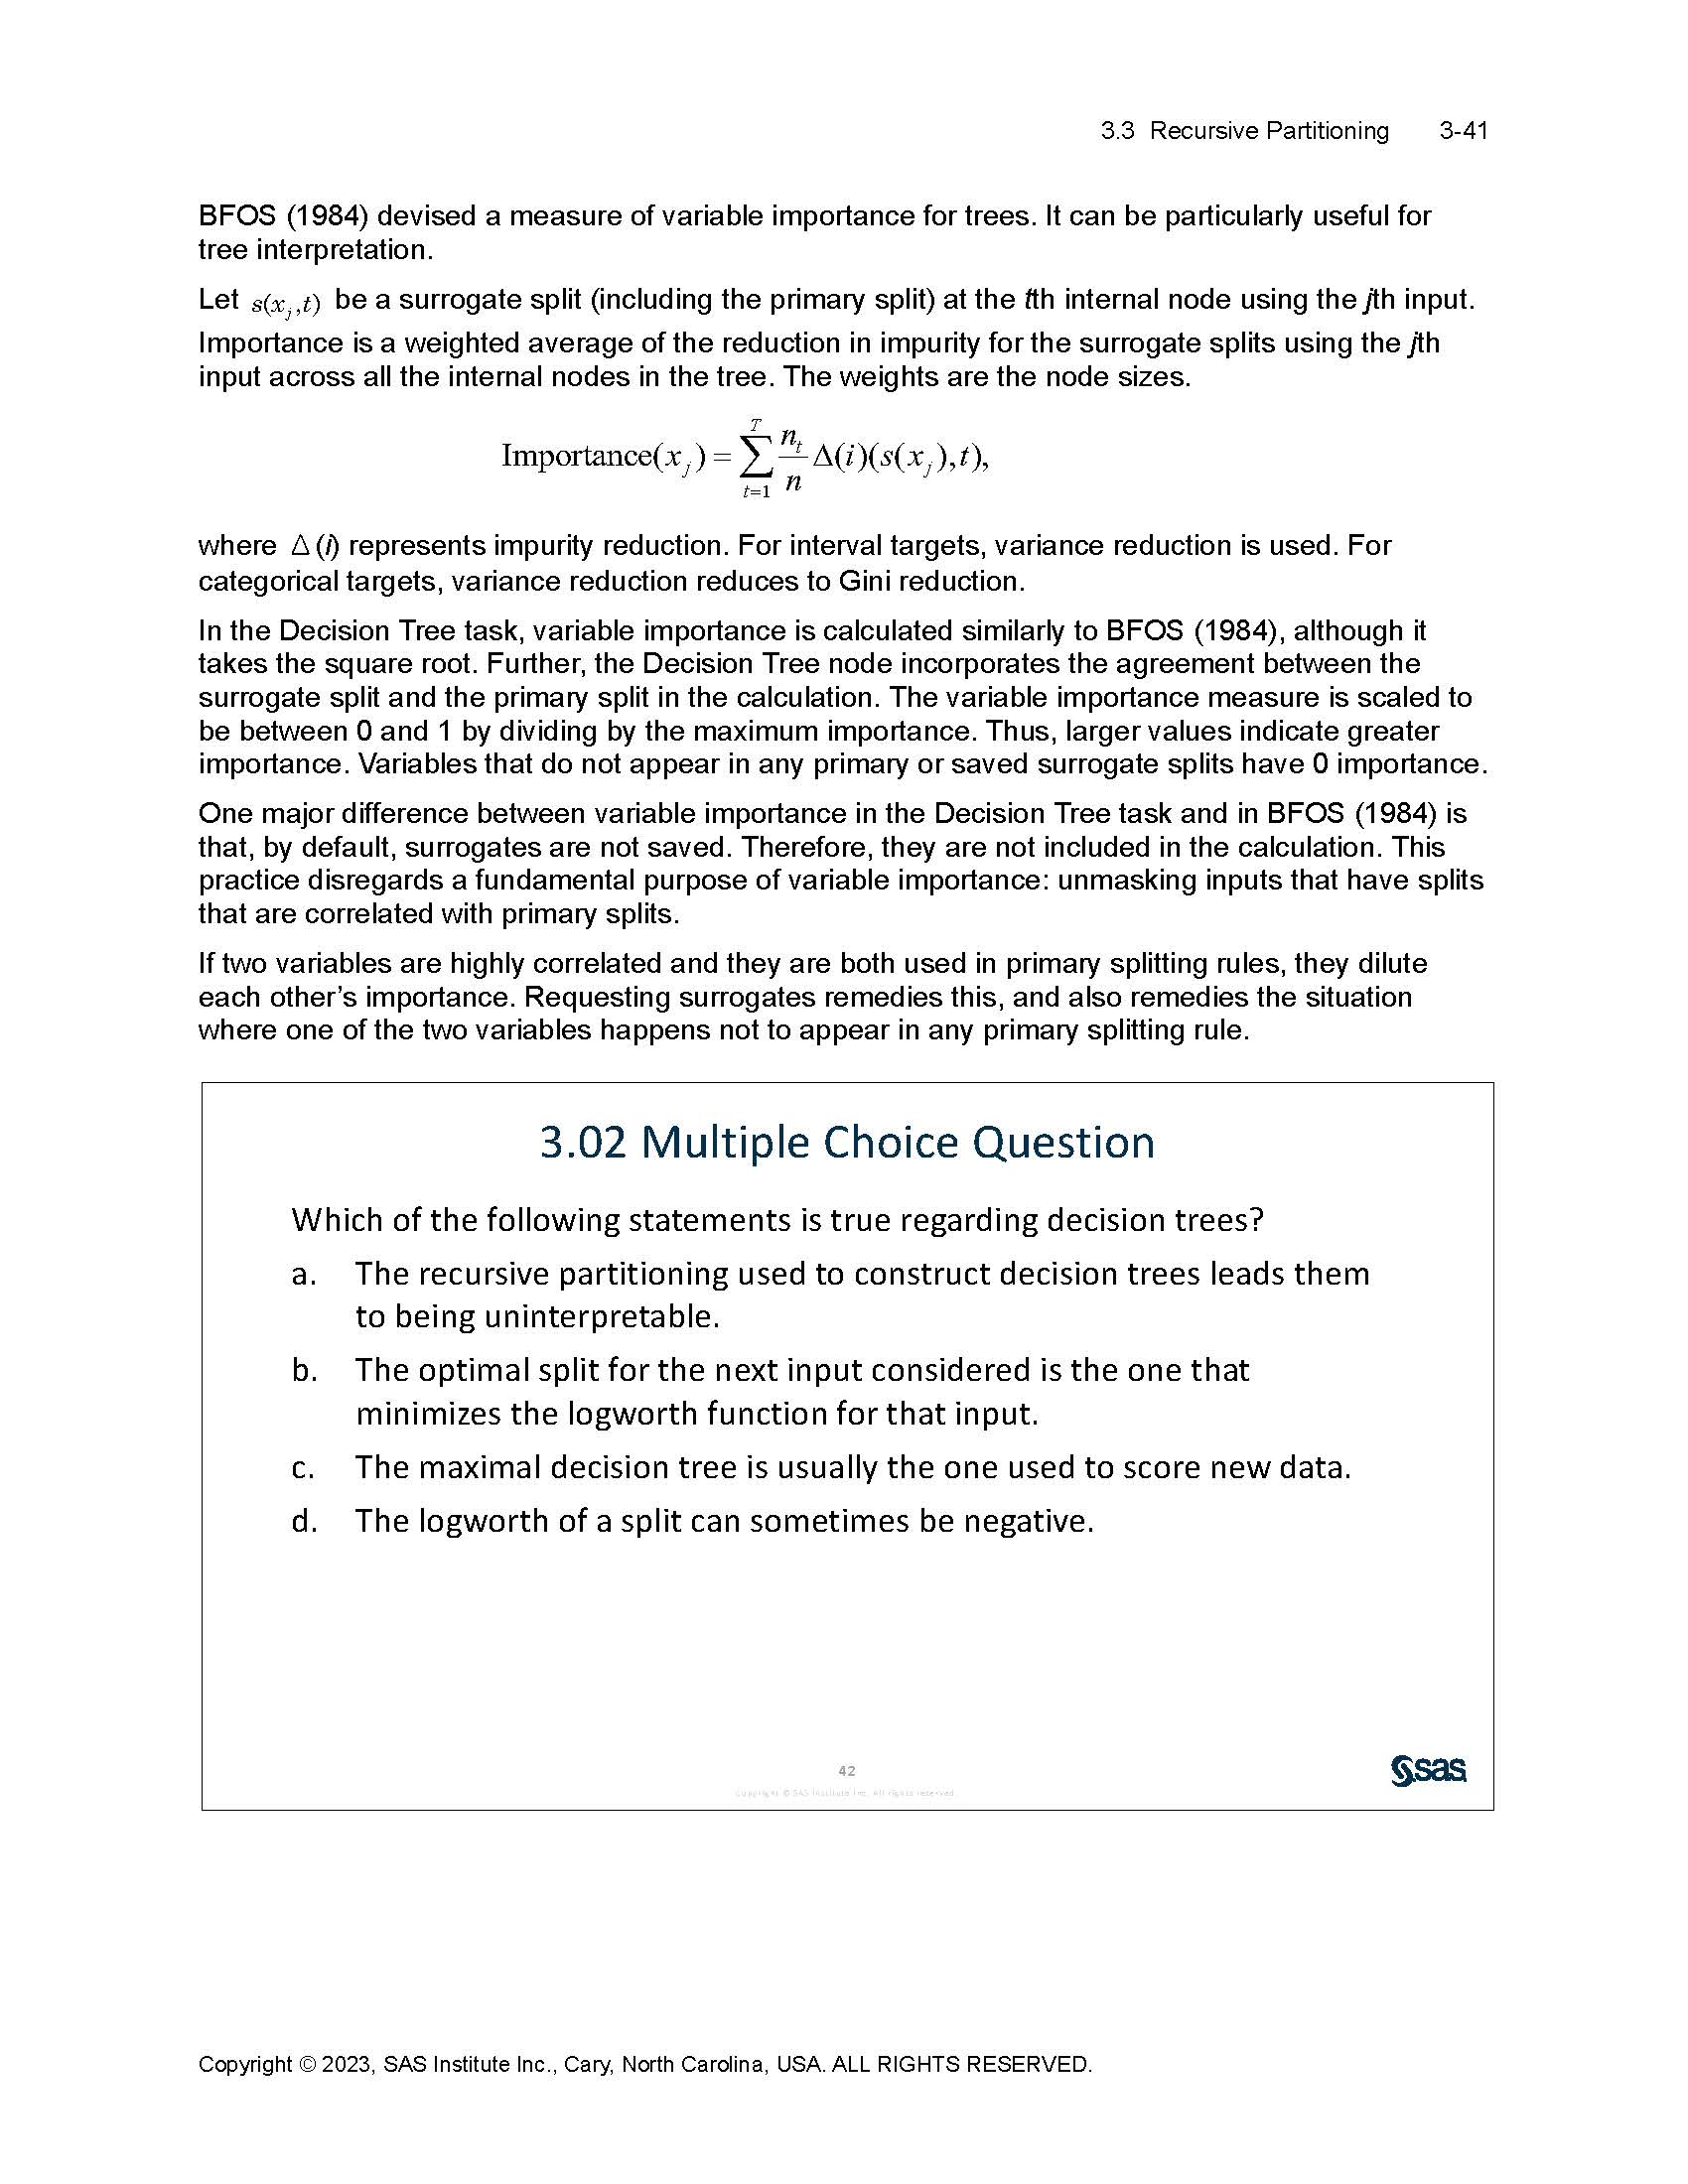 3.3 Recursive Partitioning 3-41
BFOS (1984) devised a measure of variable importance for trees. It can be particularly useful for
tree interpretation.
Let s(x_j,t) be a surrogate split (including the primary split) at the tth internal node using the jth input.
Importance is a weighted average of the reduction in impurity for the surrogate splits using the jth
input across all the internal nodes in the tree. The weights are the node sizes.
Importance(x_j) = ∑_{t=1}^{T} n_t/n Δ(i)(s(x_j),t),
where Δ(i) represents impurity reduction. For interval targets, variance reduction is used. For
categorical targets, variance reduction reduces to Gini reduction.
In the Decision Tree task, variable importance is calculated similarly to BFOS (1984), although it
takes the square root. Further, the Decision Tree node incorporates the agreement between the
surrogate split and the primary split in the calculation. The variable importance measure is scaled to
be between 0 and 1 by dividing by the maximum importance. Thus, larger values indicate greater
importance. Variables that do not appear in any primary or saved surrogate splits have 0 importance.
One major difference between variable importance in the Decision Tree task and in BFOS (1984) is
that, by default, surrogates are not saved. Therefore, they are not included in the calculation. This
practice disregards a fundamental purpose of variable importance: unmasking inputs that have splits
that are correlated with primary splits.
If two variables are highly correlated and they are both used in primary splitting rules, they dilute
each other’s importance. Requesting surrogates remedies this, and also remedies the situation
where one of the two variables happens not to appear in any primary splitting rule.
3.02 Multiple Choice Question
Which of the following statements is true regarding decision trees?
a. The recursive partitioning used to construct decision trees leads them
to being uninterpretable.
b. The optimal split for the next input considered is the one that
minimizes the logworth function for that input.
c. The maximal decision tree is usually the one used to score new data.
d. The logworth of a split can sometimes be negative.
42
Copyright © SAS Institute Inc. All rights reserved.
sas
Copyright © 2023, SAS Institute Inc., Cary, North Carolina, USA. ALL RIGHTS RESERVED.